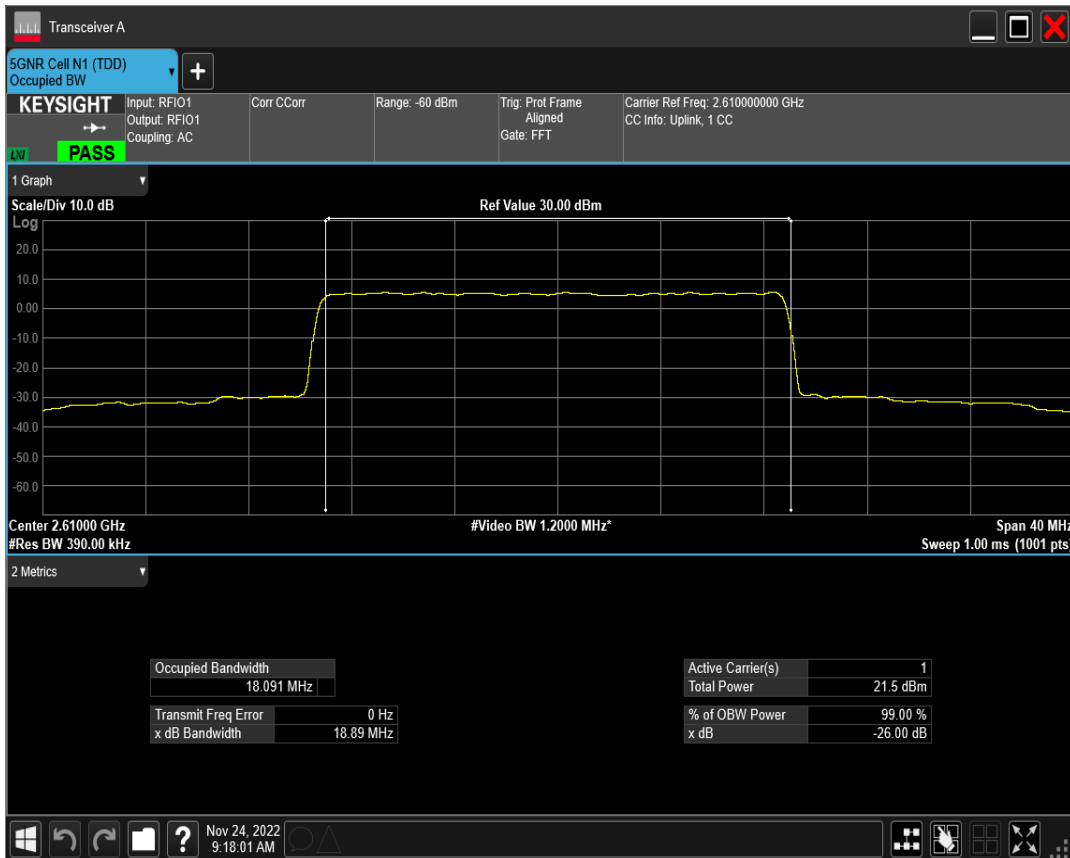 Transceiver A
5GNR Cell N1 (TDD)
Occupied BW
+
KEYSIGHT
LXI
PASS
Input: RFIO1
Output: RFIO1
Coupling: AC
Corr CCorr
Range: -60 dBm
Trig: Prot Frame
Aligned
Gate: FFT
Carrier Ref Freq: 2.610000000 GHz
CC Info: Uplink, 1 CC
1 Graph
Scale/Div 10.0 dB
Ref Value 30.00 dBm
Log
20.0
10.0
0.00
-10.0
-20.0
-30.0
-40.0
-50.0
-60.0
Center 2.61000 GHz
#Video BW 1.2000 MHz*
Span 40 MHz
#Res BW 390.00 kHz
Sweep 1.00 ms (1001 pts)
2 Metrics
Occupied Bandwidth
18.091 MHz
Transmit Freq Error 0 Hz
x dB Bandwidth 18.89 MHz
Active Carrier(s) 1
Total Power 21.5 dBm
% of OBW Power 99.00 %
x dB -26.00 dB
?
Nov 24, 2022
9:18:01 AM